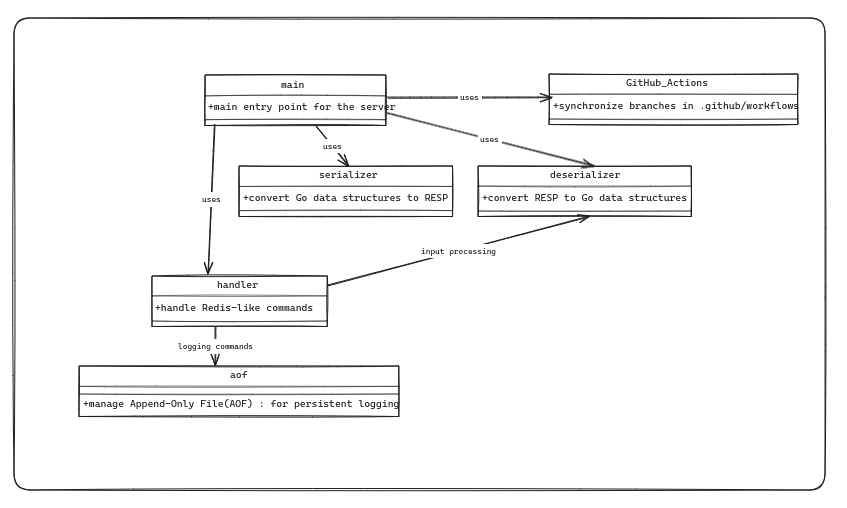 main
+main entry point for the server
GitHub_Actions
+synchronize branches in .github/workflows
uses
uses
uses
serializer
+convert Go data structures to RESP
deserializer
+convert RESP to Go data structures
uses
input processing
handler
+handle Redis-like commands
logging commands
aof
+manage Append-Only File(AOF) : for persistent logging